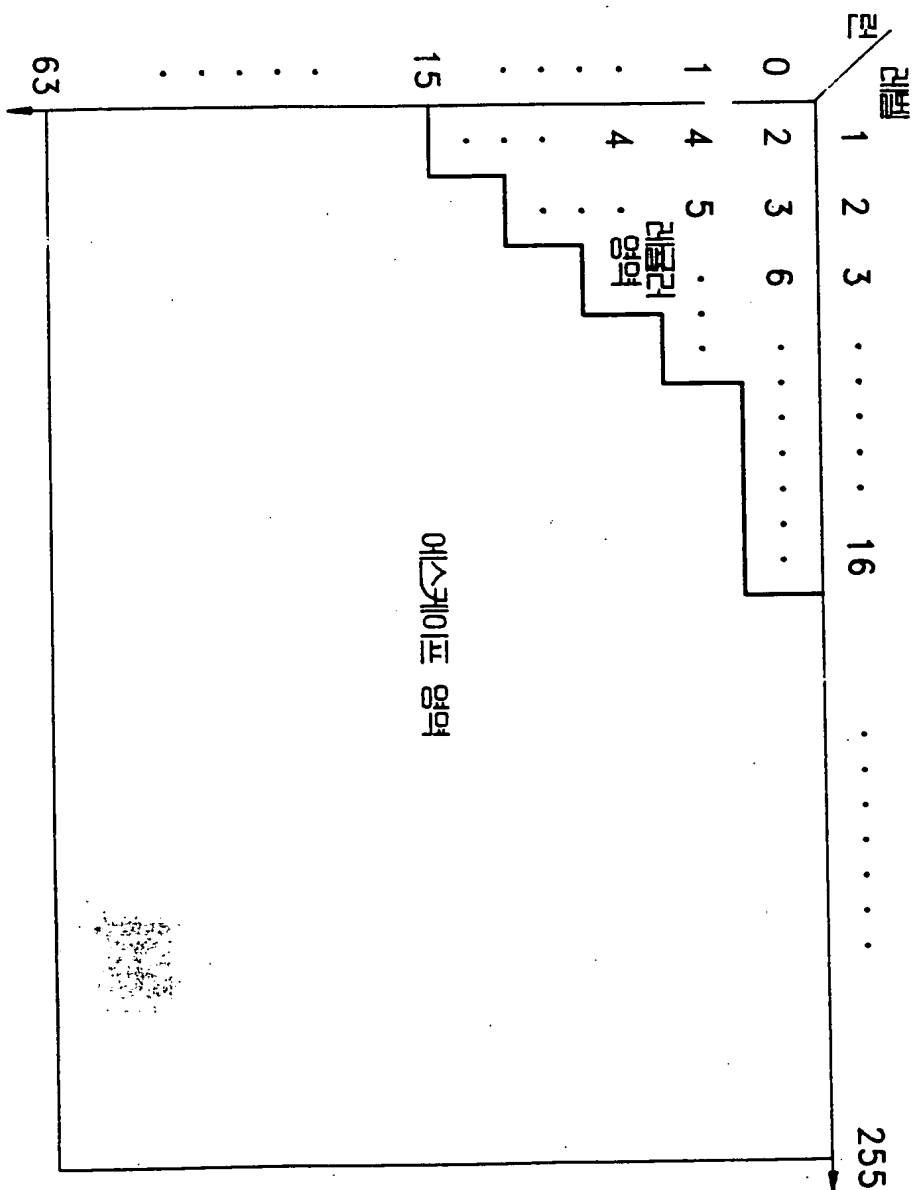 레벨
런
1 2 3 . . . . . 16 . . . . . . . 255
0 2 3 6 . . . . . . .
1 4 5 . . .
. 4 .
. .
. . .
. .
.
레귤러
영역
15
에스케이프 영역
. . . . .
63